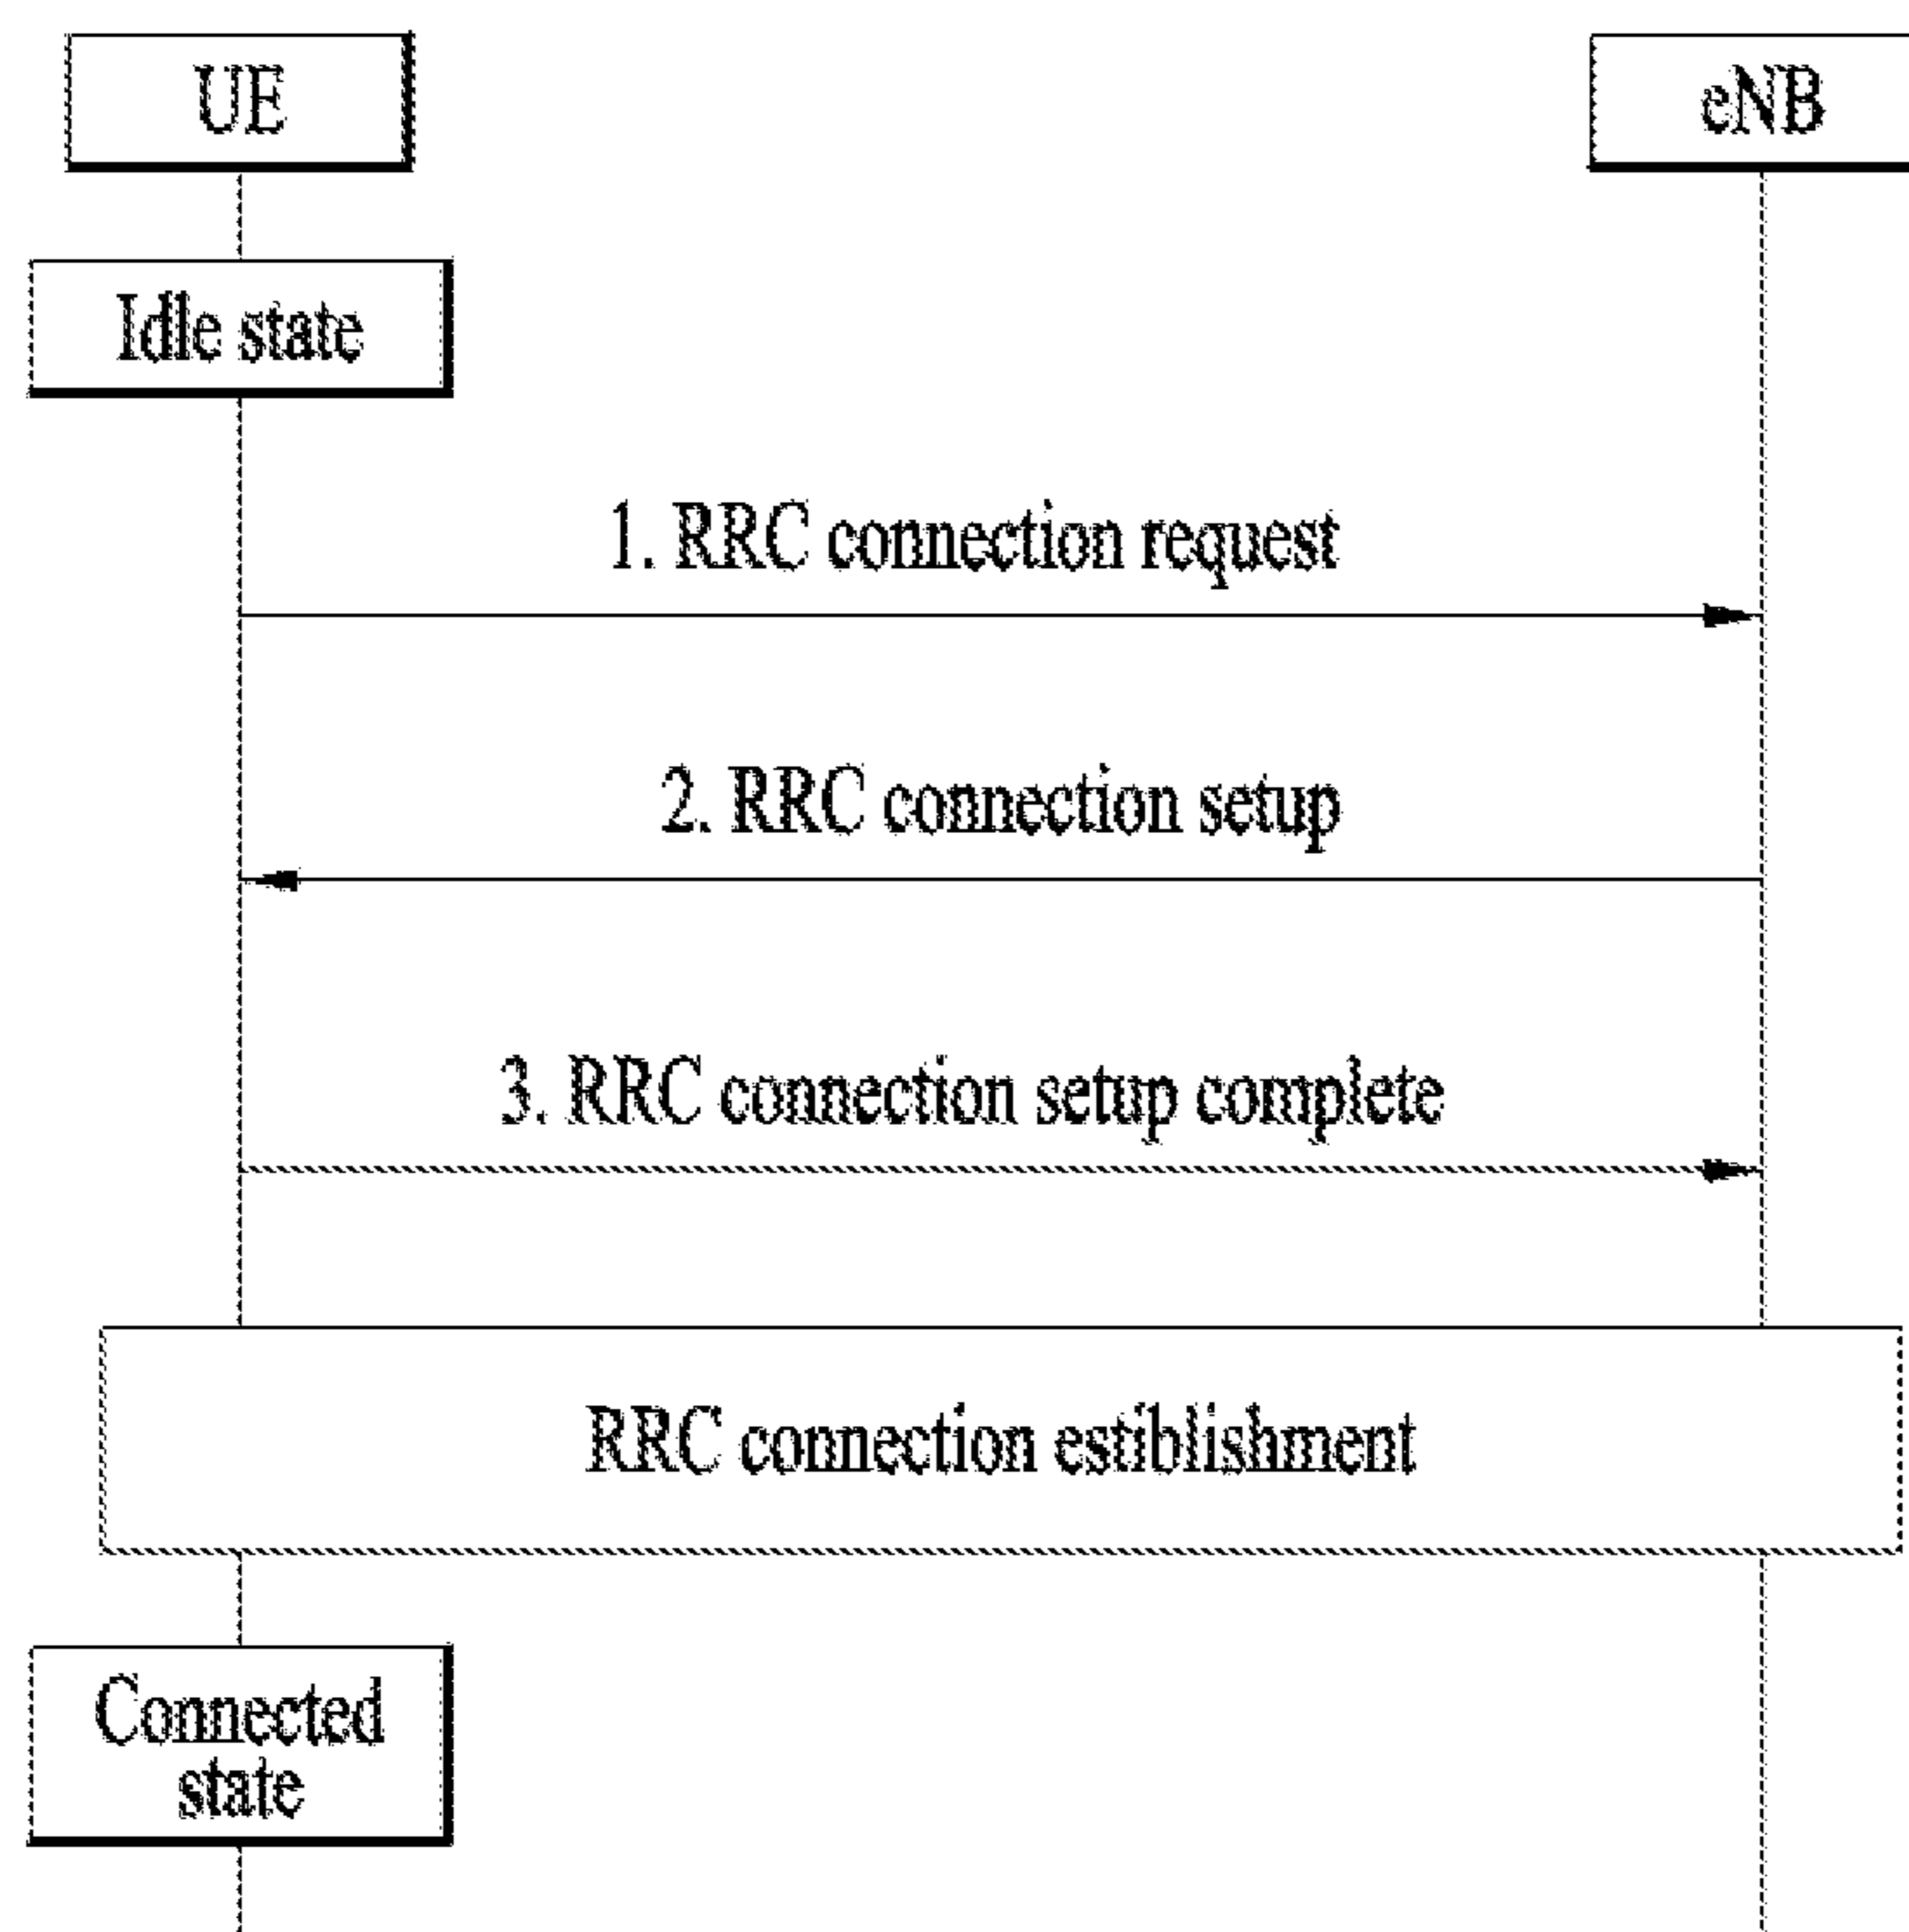 UE
eNB
Idle state
1. RRC connection request
2. RRC connection setup
3. RRC connection setup complete
RRC connection estiblishment
Connected
state